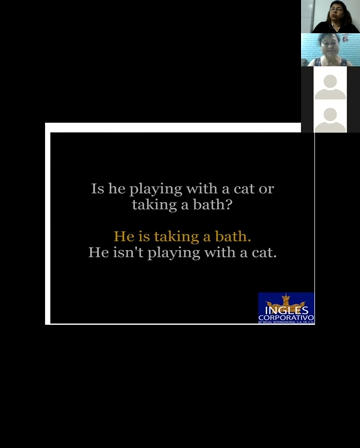 Is he playing with a cat or
taking a bath?
He is taking a bath.
He isn't playing with a cat.
INGLES
CORPORATIVO